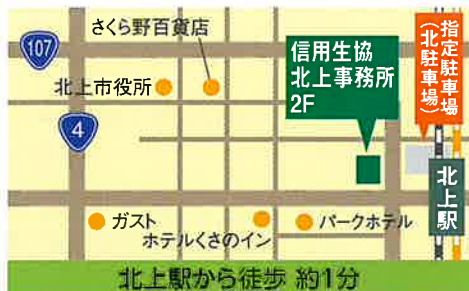 107
さくら野百貨店
北上市役所
信用生協
北上事務所
2F
指定駐車場
(北駐車場)
4
北上駅
ガスト
ホテルくさのイン
パークホテル
北上駅から徒歩 約1分